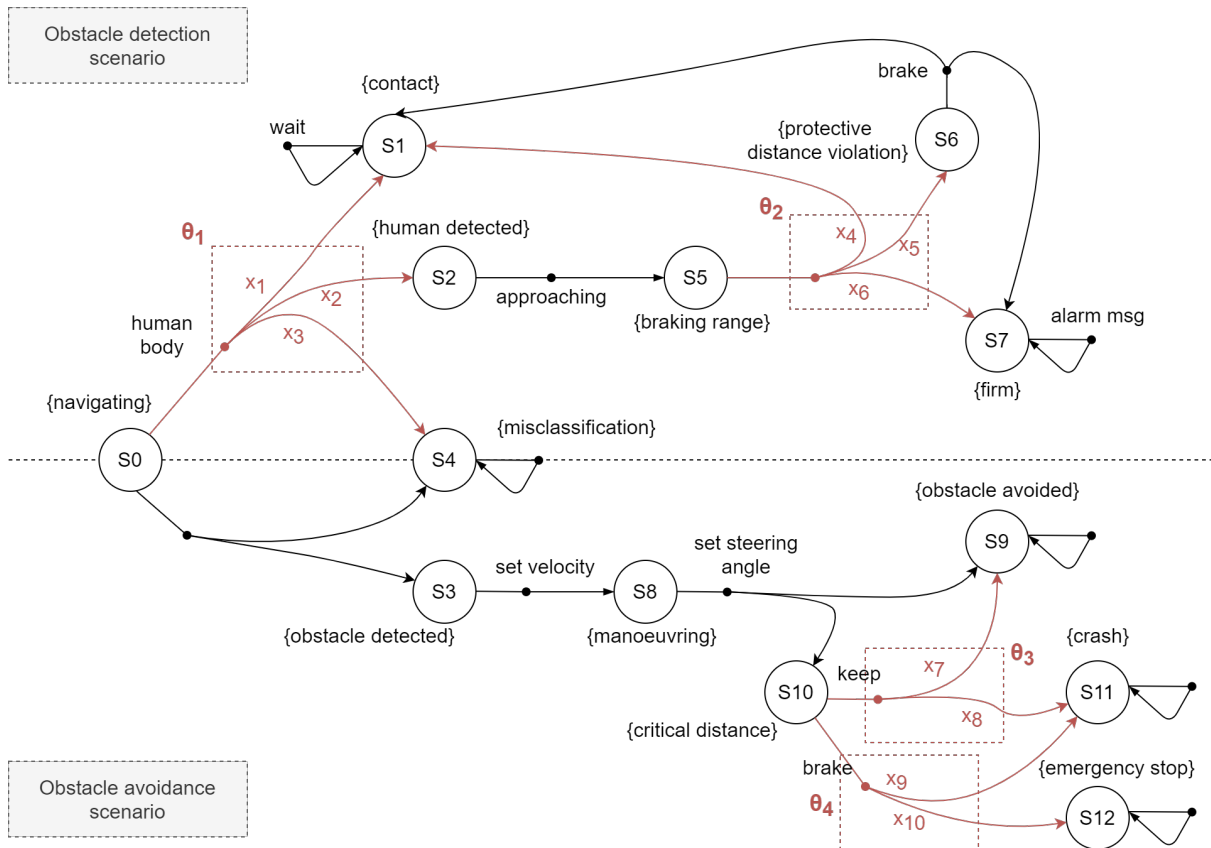 Obstacle detection
scenario
brake
{contact}
wait
S1
{protective
distance violation}
S6
θ2
θ1
{human detected}
x4
x5
x1
S2
S5
x2
x6
approaching
alarm msg
human
body
x3
{braking range}
S7
{firm}
{navigating}
{misclassification}
S0
S4
{obstacle avoided}
set steering
angle
S9
set velocity
S3
S8
{obstacle detected}
{manoeuvring}
{crash}
θ3
keep
x7
S10
S11
x8
{critical distance}
brake
{emergency stop}
x9
θ4
x10
S12
Obstacle avoidance
scenario